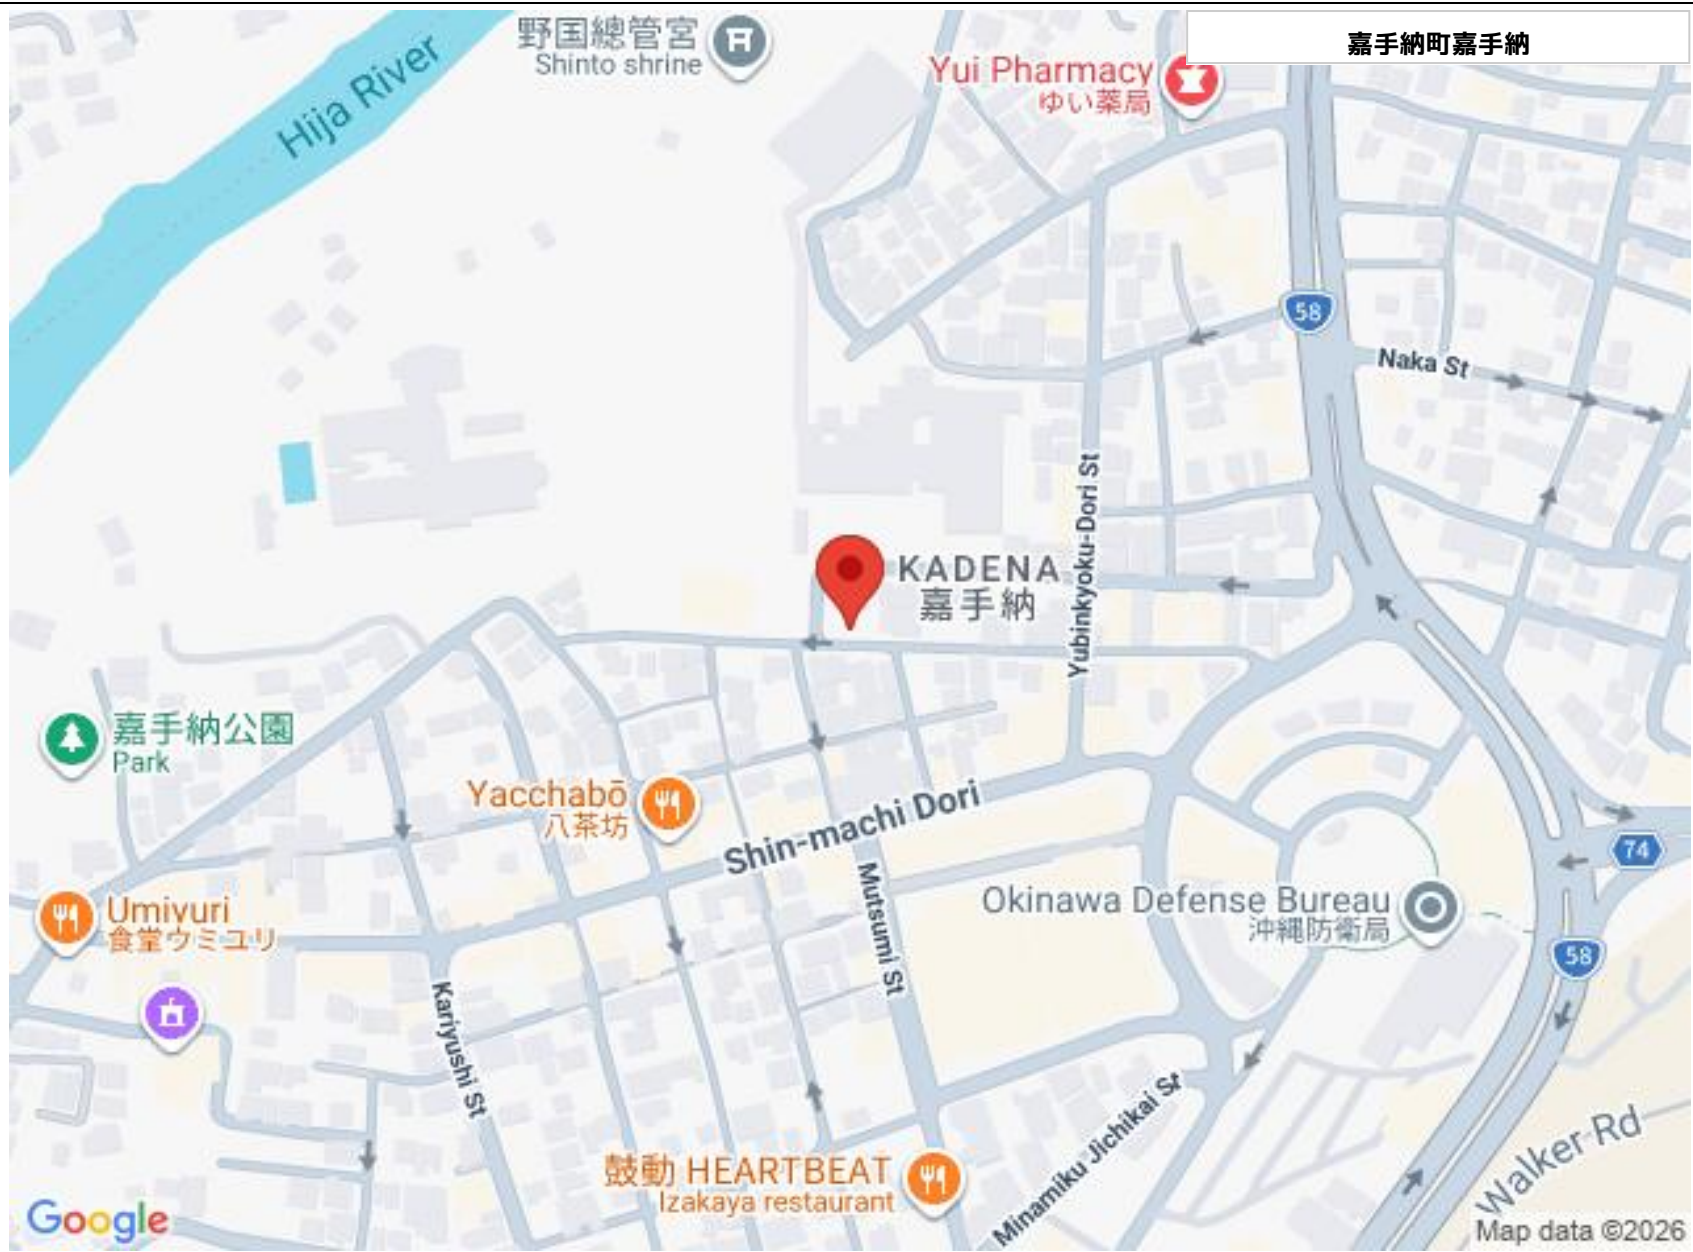 嘉手納町嘉手納
野国總管宮
Shinto shrine
Hija River
Yui Pharmacy
ゆい薬局
58
Naka St
Yubinkyoku-Dori St
KADENA
嘉手納
嘉手納公園
Park
Yacchabō
八茶坊
Shin-machi Dori
74
Mutsumi St
Okinawa Defense Bureau
沖縄防衛局
Umiyuri
食堂ウミユリ
58
Kariyushi St
Minamiku Jichikai St
Walker Rd
鼓動 HEARTBEAT
Izakaya restaurant
Google
Map data ©2026